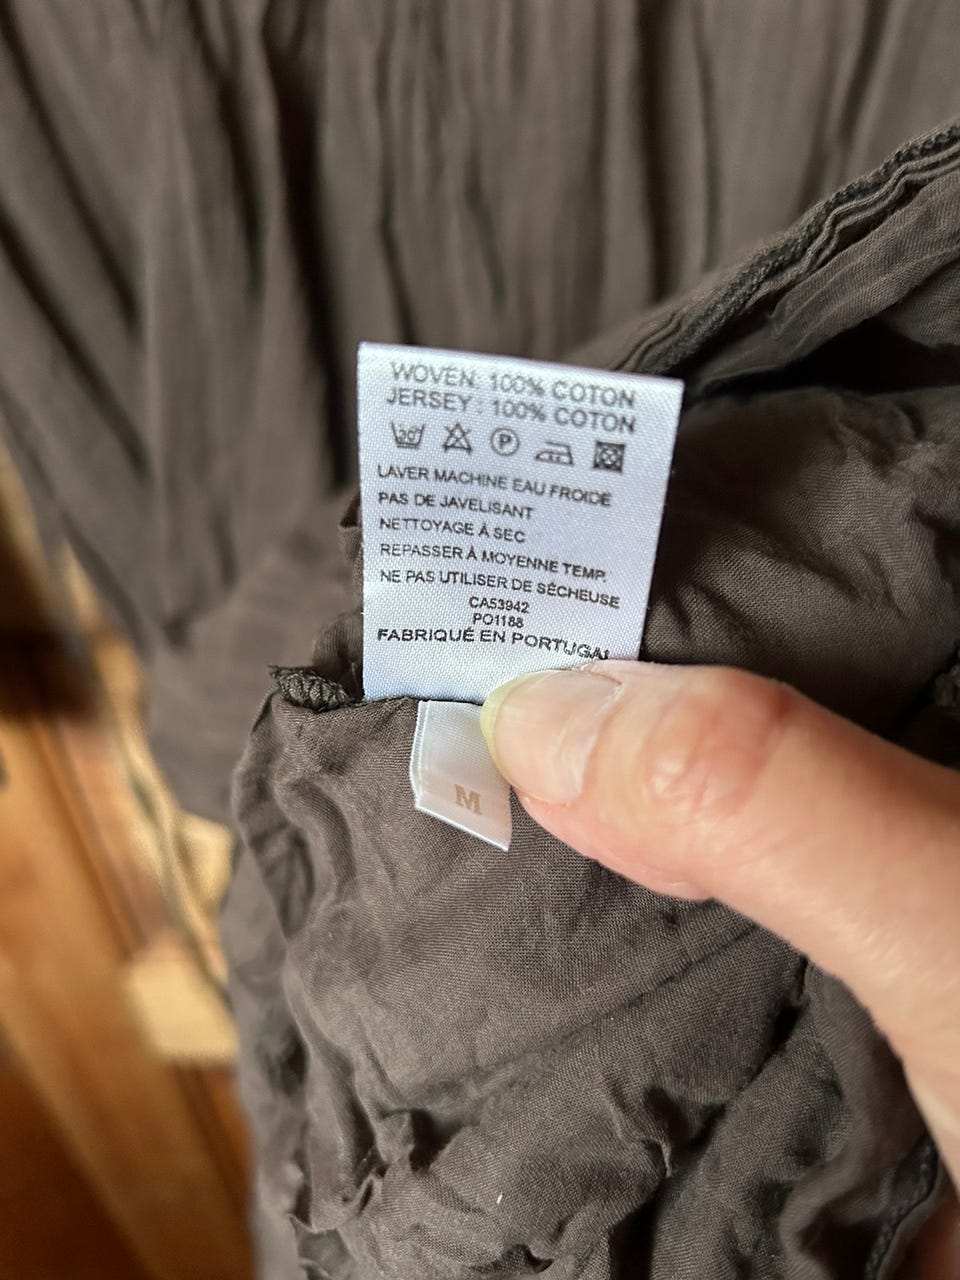 WOVEN: 100% COTON
JERSEY : 100% COTON
P
LAVER MACHINE EAU FROIDE
PAS DE JAVELISANT
NETTOYAGE À SEC
REPASSER À MOYENNE TEMP.
NE PAS UTILISER DE SÉCHEUSE
CA53942
PO1188
FABRIQUÉ EN PORTUGAL
M